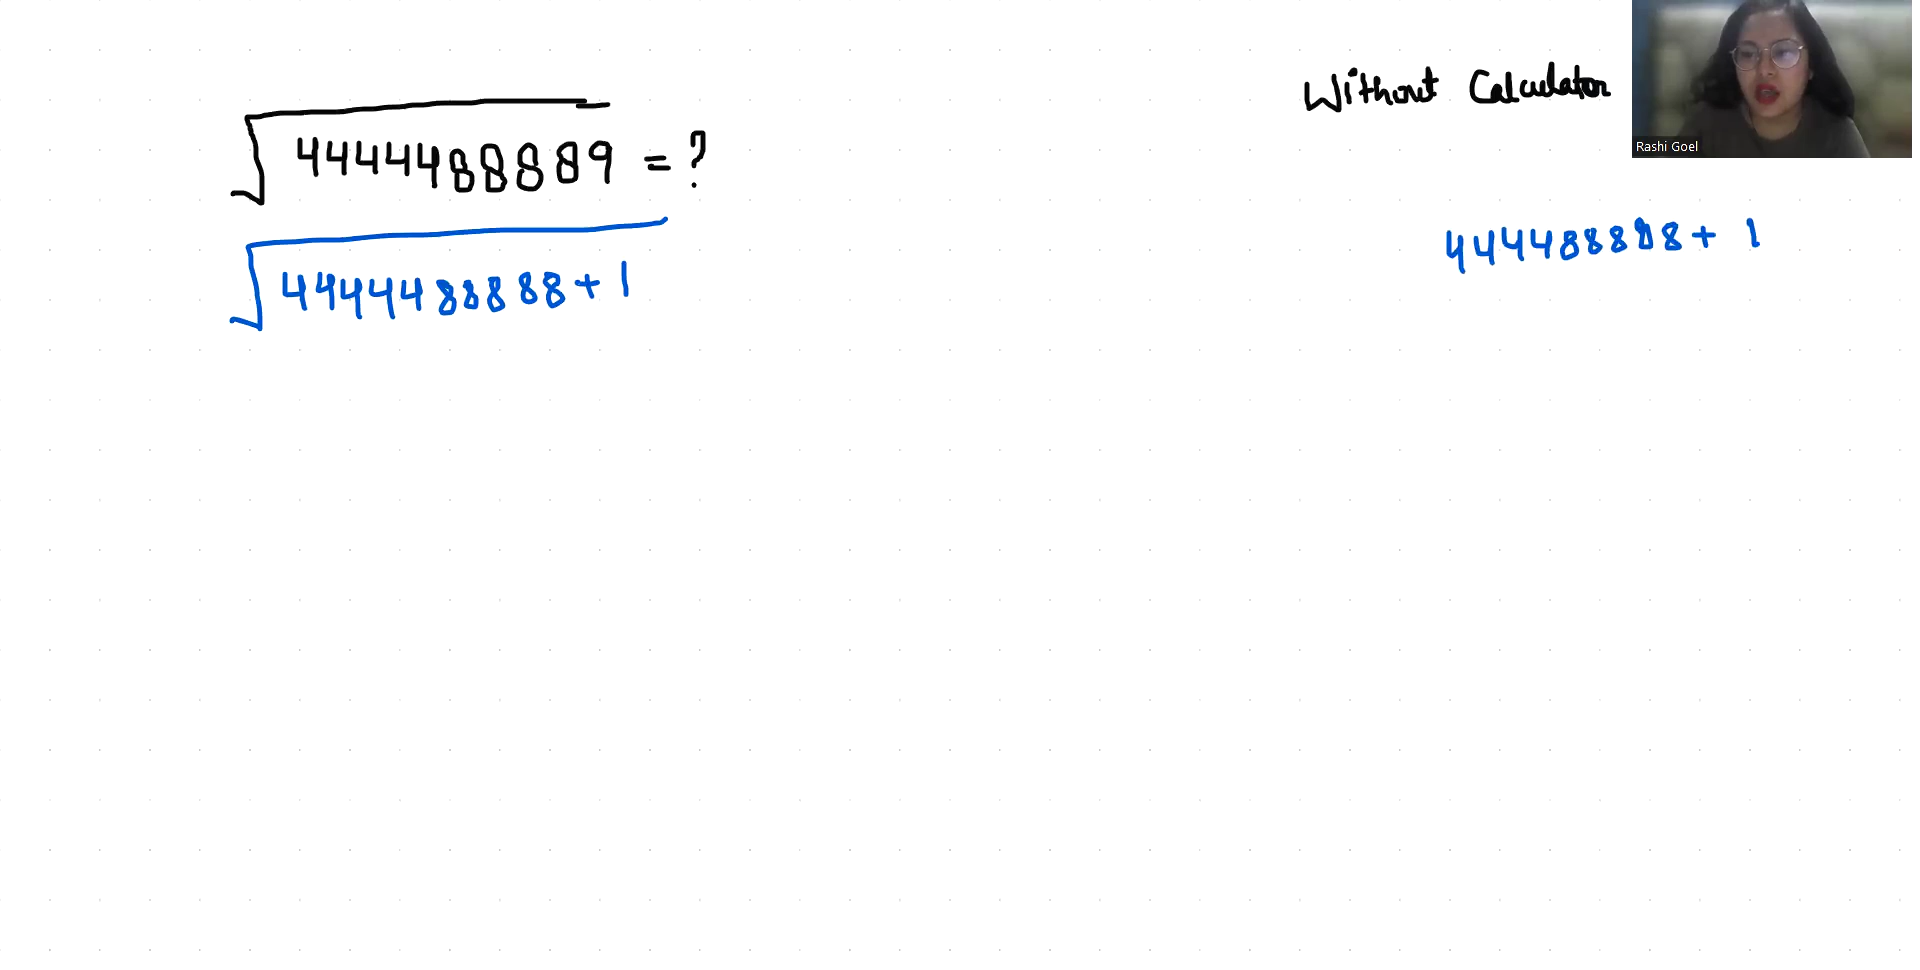 Without Calculator
Rashi Goel
√4444488889 = ?
444488888 + 1
√4444488888 + 1